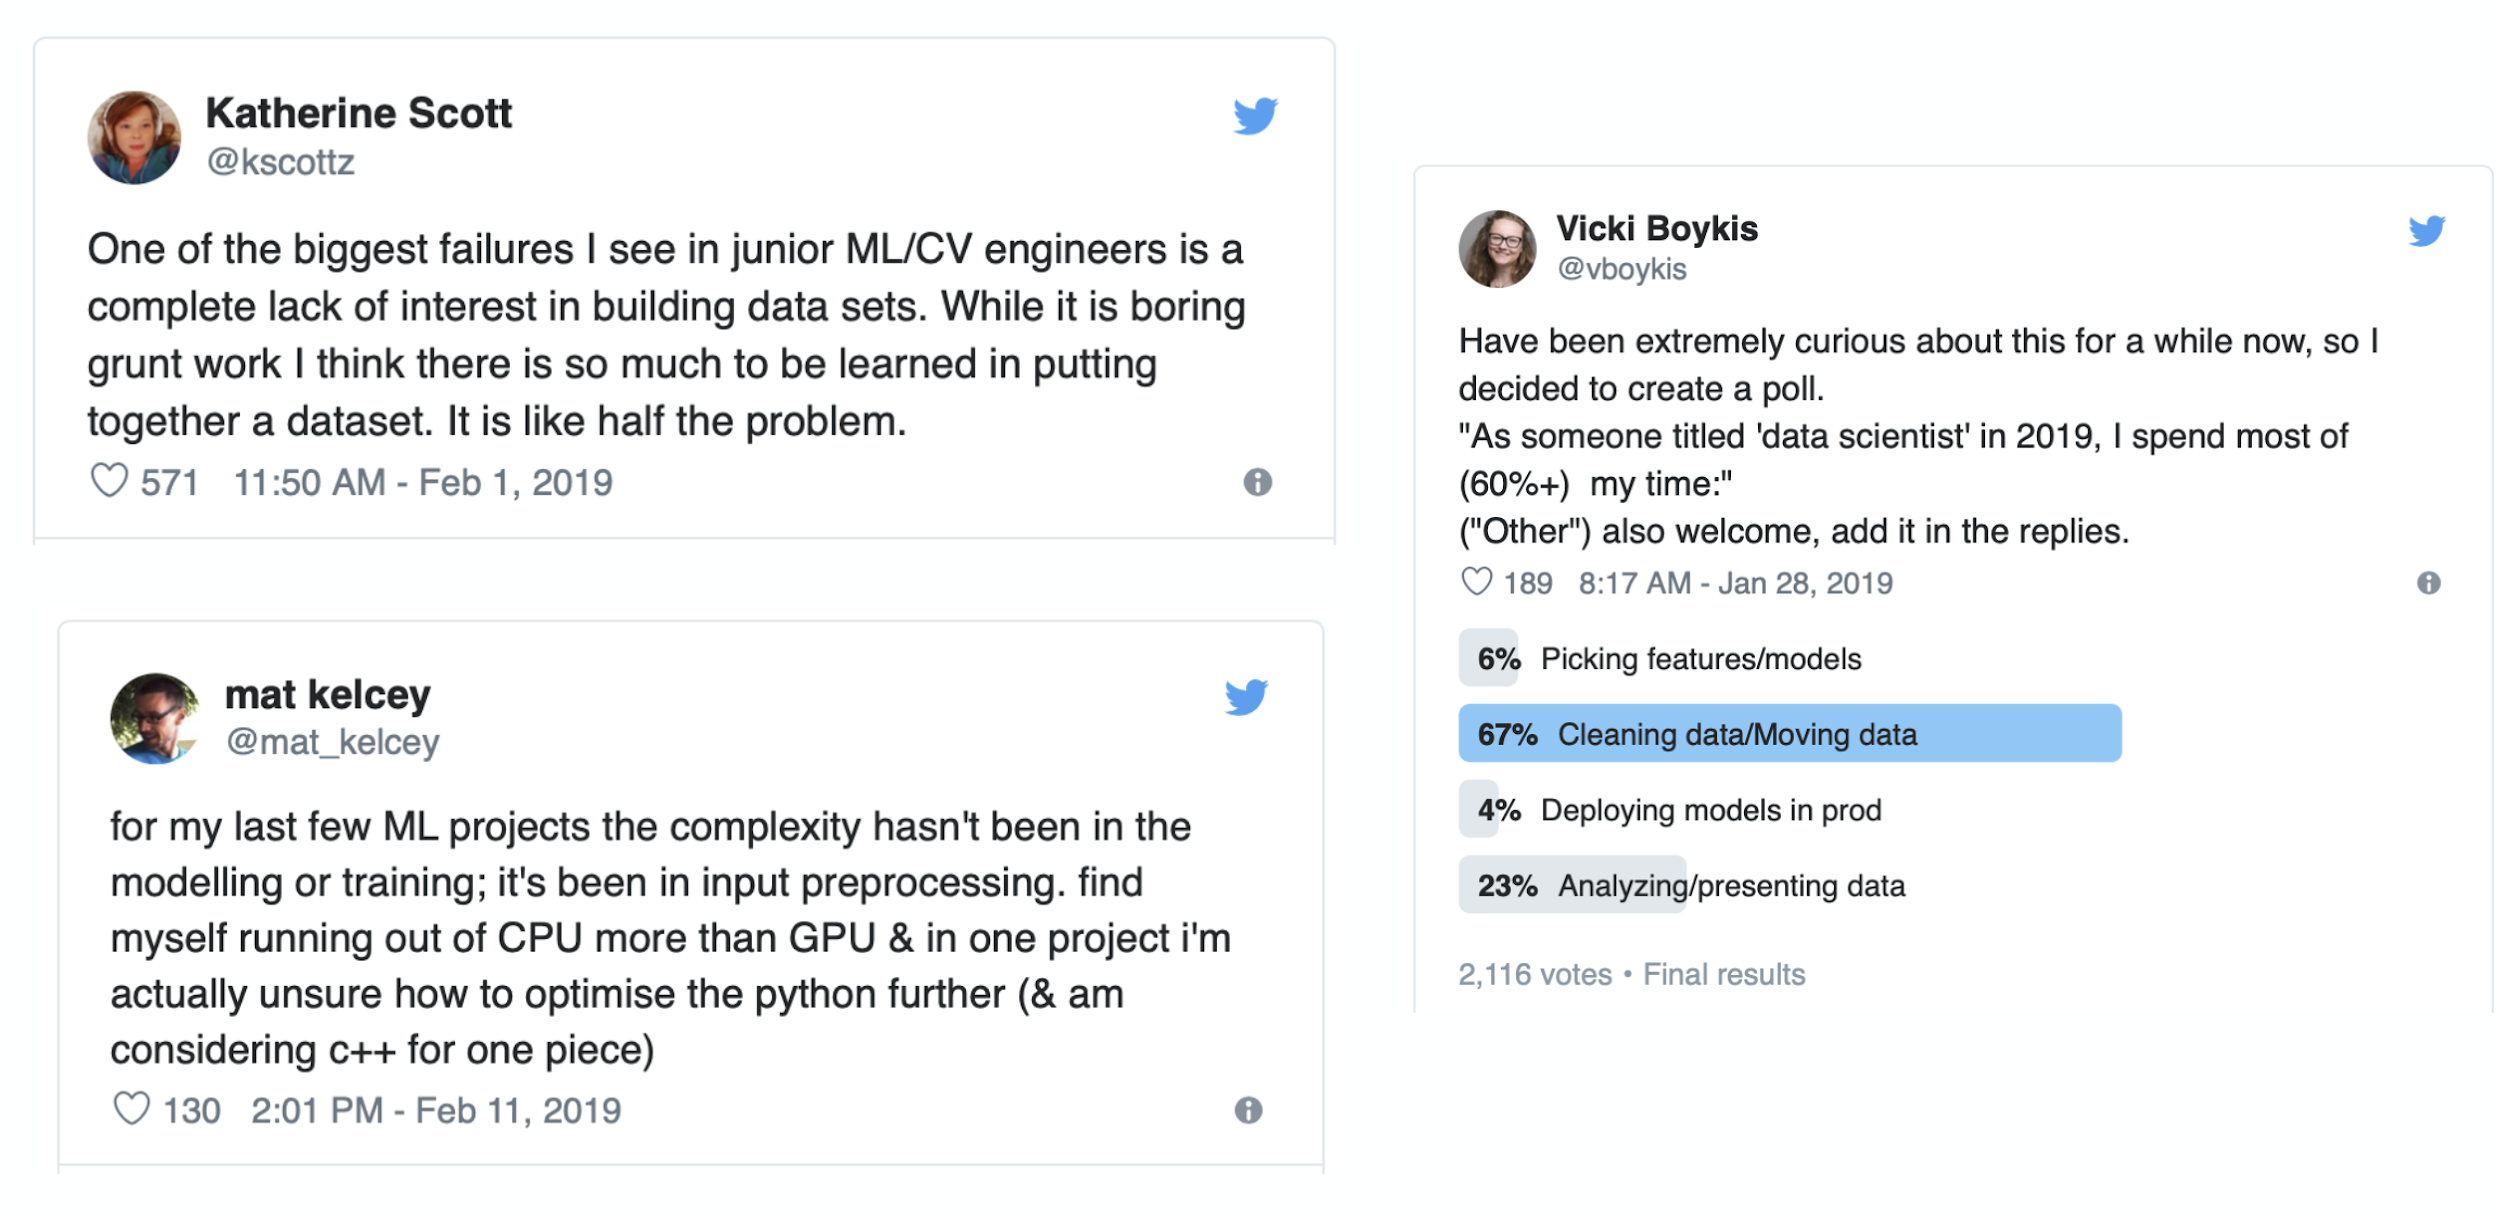 Katherine Scott
@kscottz
One of the biggest failures I see in junior ML/CV engineers is a
complete lack of interest in building data sets. While it is boring
grunt work I think there is so much to be learned in putting
together a dataset. It is like half the problem.
571 11:50 AM - Feb 1, 2019
mat kelcey
@mat_kelcey
for my last few ML projects the complexity hasn't been in the
modelling or training; it's been in input preprocessing. find
myself running out of CPU more than GPU & in one project i'm
actually unsure how to optimise the python further (& am
considering c++ for one piece)
130 2:01 PM - Feb 11, 2019
Vicki Boykis
@vboykis
Have been extremely curious about this for a while now, so I
decided to create a poll.
"As someone titled 'data scientist' in 2019, I spend most of
(60%+)  my time:"
("Other") also welcome, add it in the replies.
189 8:17 AM - Jan 28, 2019
6% Picking features/models
67% Cleaning data/Moving data
4% Deploying models in prod
23% Analyzing/presenting data
2,116 votes • Final results